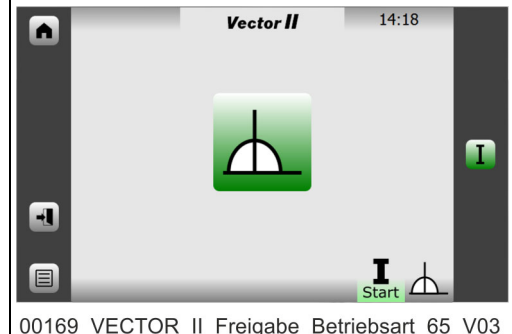 Vector II
14:18
I
I
Start
00169 VECTOR II Freigabe Betriebsart 65 V03